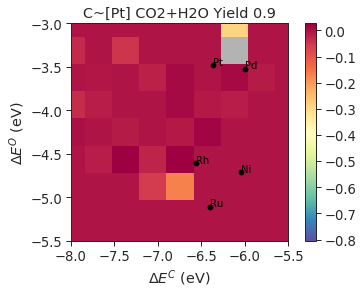 C~[Pt] CO2+H2O Yield 0.9
−3.0
−3.5
−4.0
−4.5
−5.0
−5.5
ΔE^O (eV)
Pt
Pd
Rh
Ni
Ru
−8.0 −7.5 −7.0 −6.5 −6.0 −5.5
ΔE^C (eV)
0.0
−0.1
−0.2
−0.3
−0.4
−0.5
−0.6
−0.7
−0.8